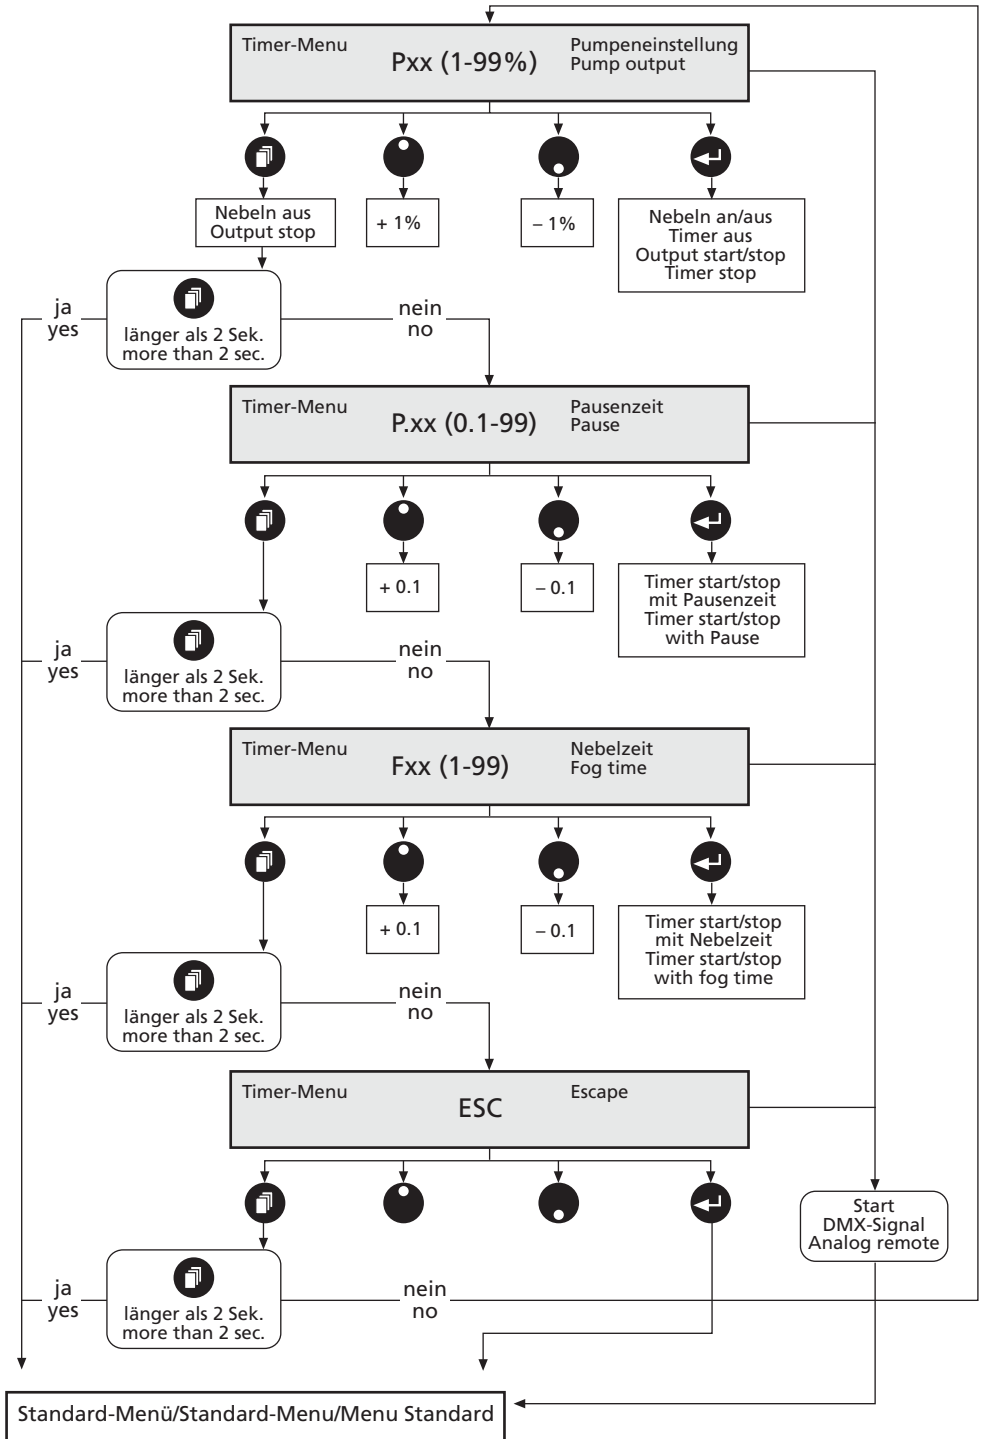 Timer-Menu
Pxx (1-99%)
Pumpeneinstellung
Pump output
Nebeln aus
Output stop
+ 1%
– 1%
Nebeln an/aus
Timer aus
Output start/stop
Timer stop
ja
yes
länger als 2 Sek.
more than 2 sec.
nein
no
Timer-Menu
P.xx (0.1-99)
Pausenzeit
Pause
+ 0.1
– 0.1
Timer start/stop
mit Pausenzeit
Timer start/stop
with Pause
ja
yes
länger als 2 Sek.
more than 2 sec.
nein
no
Timer-Menu
Fxx (1-99)
Nebelzeit
Fog time
+ 0.1
– 0.1
Timer start/stop
mit Nebelzeit
Timer start/stop
with fog time
ja
yes
länger als 2 Sek.
more than 2 sec.
nein
no
Timer-Menu
ESC
Escape
Start
DMX-Signal
Analog remote
ja
yes
länger als 2 Sek.
more than 2 sec.
nein
no
Standard-Menü/Standard-Menu/Menu Standard